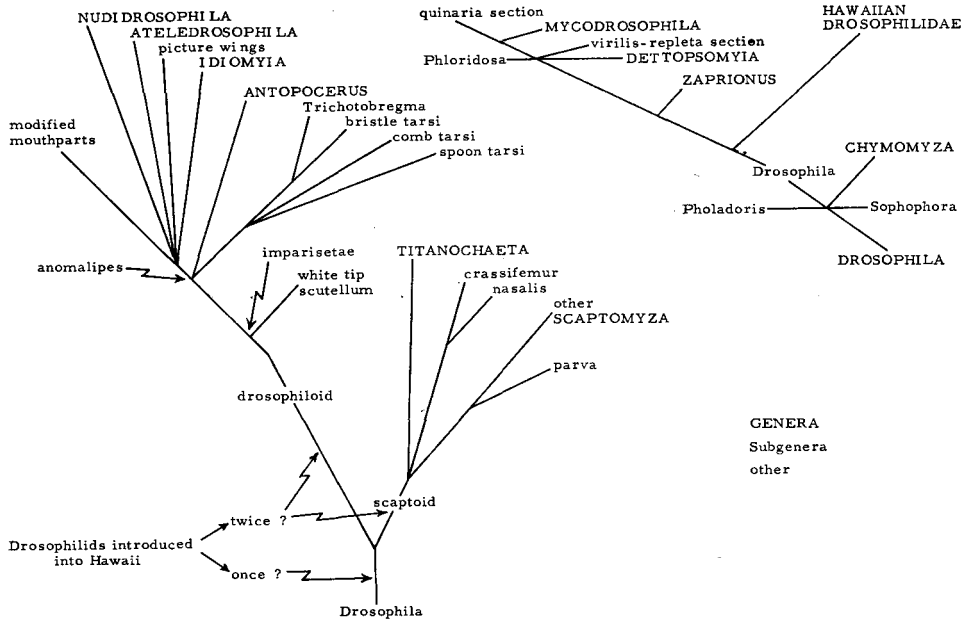 NUDIDROSOPHILA
ATELEDROSOPHILA
picture wings
IDIOMYIA
ANTOPOCERUS
Trichotobregma
bristle tarsi
comb tarsi
spoon tarsi
modified
mouthparts
anomalipes
imparisetae
white tip
scutellum
TITANOCHAETA
crassifemur
nasalis
other
SCAPTOMYZA
parva
drosophiloid
scaptoid
twice ?
Drosophilids introduced
into Hawaii
once ?
Drosophila
quinaria section
MYCODROSOPHILA
virilis-repleta section
Phloridosa
DETTOPSOMYIA
ZAPRIONUS
HAWAIIAN
DROSOPHILIDAE
CHYMOMYZA
Drosophila
Pholadoris
Sophophora
DROSOPHILA
GENERA
Subgenera
other